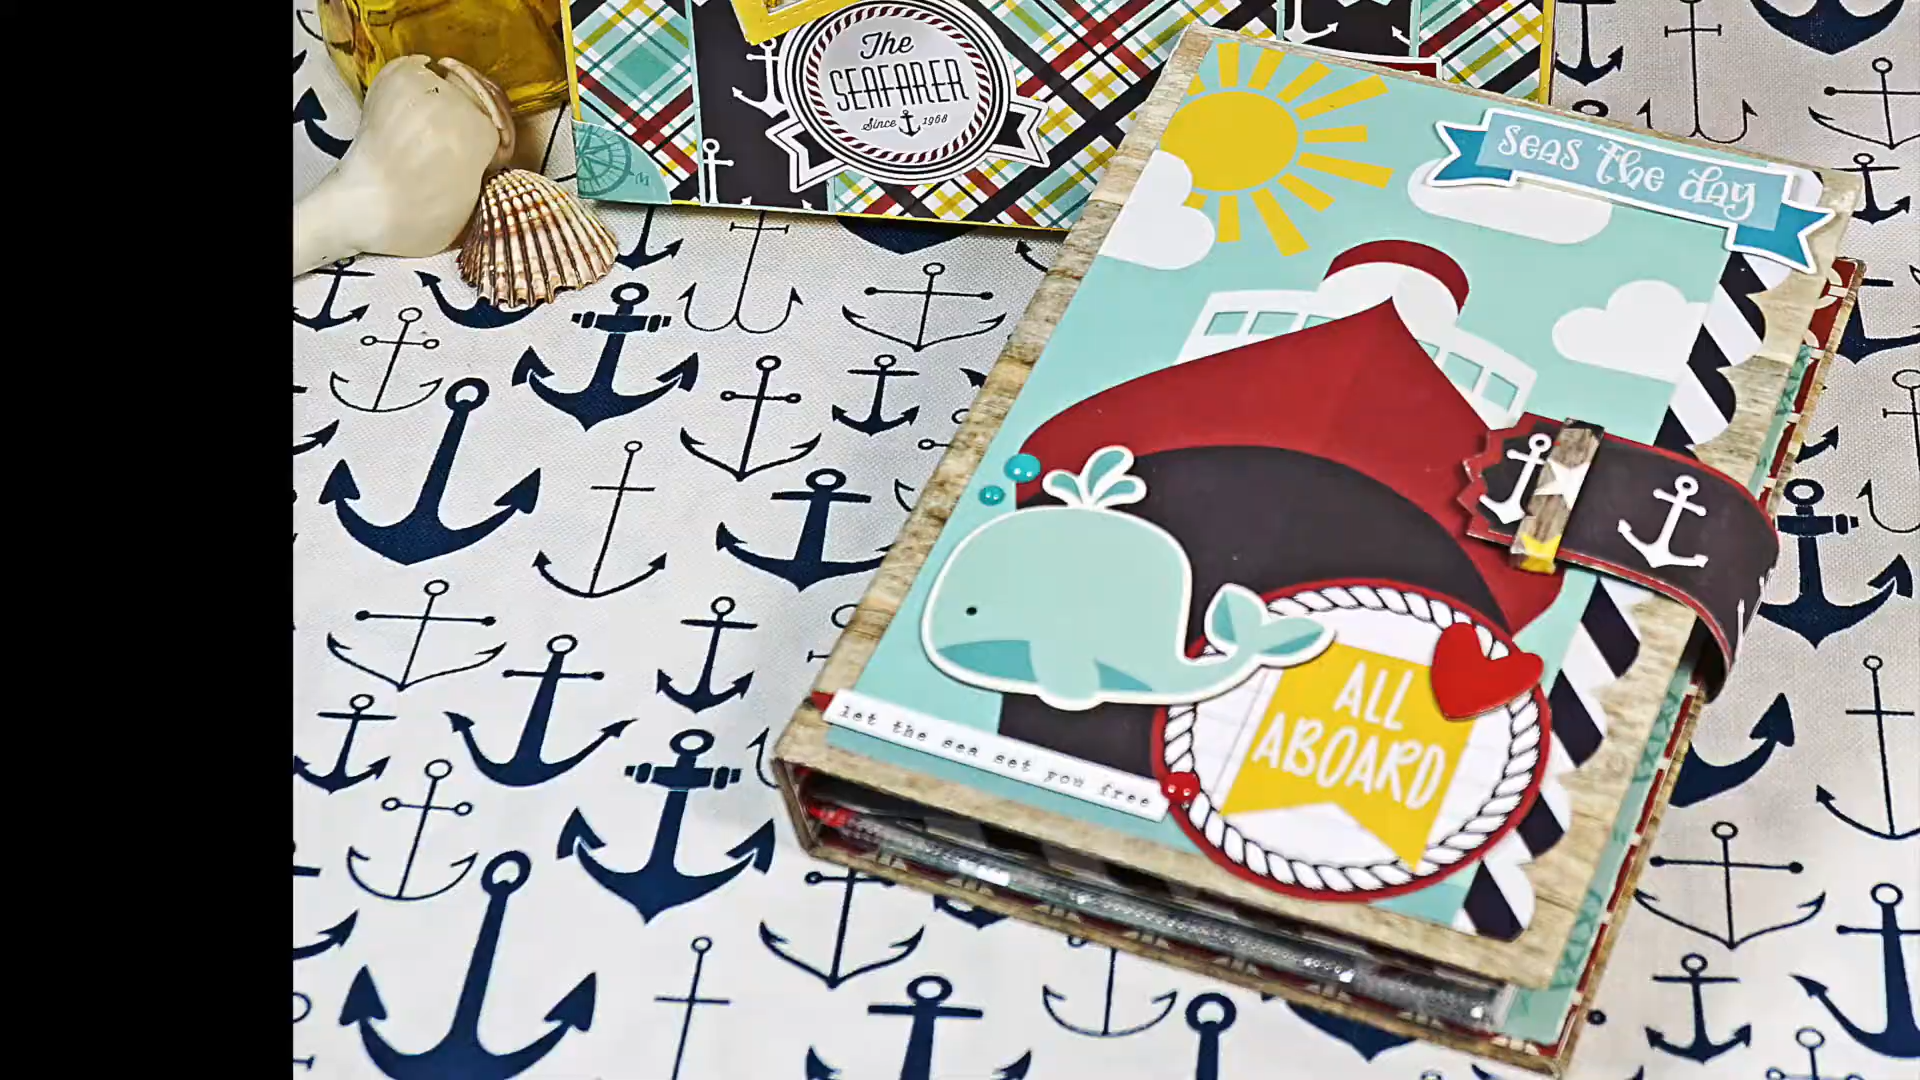 The
SEAFARER
Since 1968
W
seas the day
ALL
ABOARD
let the sea set you free